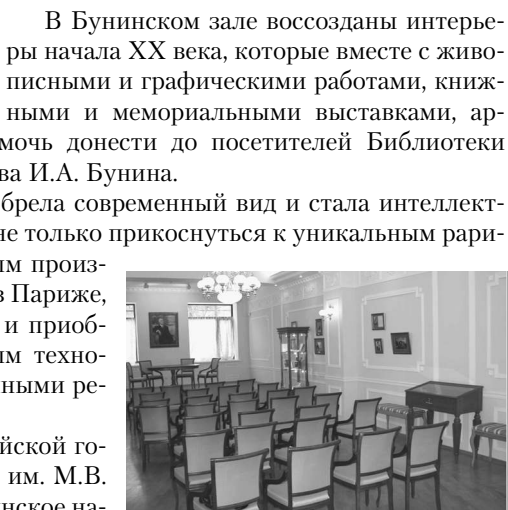 В Бунинском зале воссозданы интерье-
ры начала XX века, которые вместе с живо-
писными и графическими работами, книж-
ными и мемориальными выставками, ар-
мочь донести до посетителей Библиотеки
ва И.А. Бунина.
брела современный вид и стала интеллект-
не только прикоснуться к уникальным рари-
ым произ-
в Париже,
и приоб-
ым техно-
ными ре-
йской го-
им. М.В.
нское на-